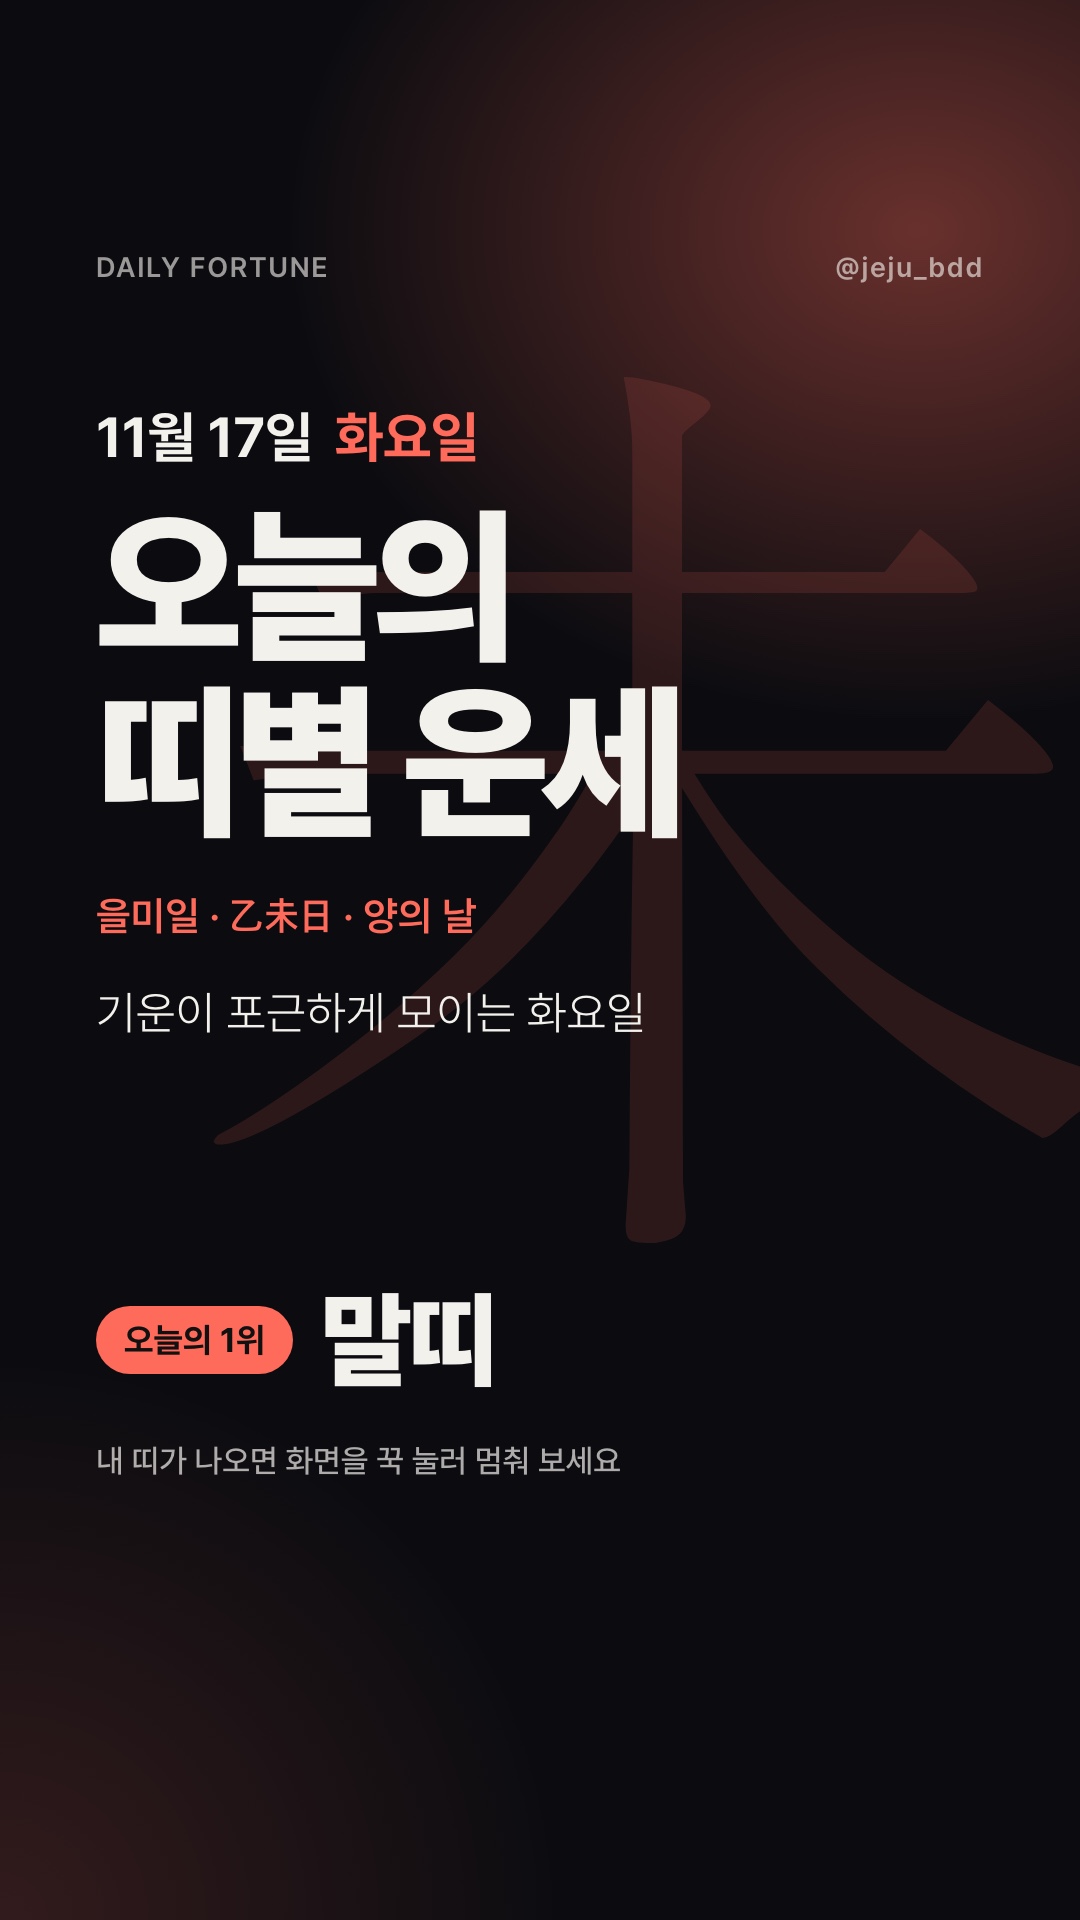 DAILY FORTUNE
@jeju_bdd
11월 17일 화요일
오늘의
띠별 운세
을미일 · 乙未日 · 양의 날
기운이 포근하게 모이는 화요일
未
오늘의 1위
말띠
내 띠가 나오면 화면을 꾹 눌러 멈춰 보세요